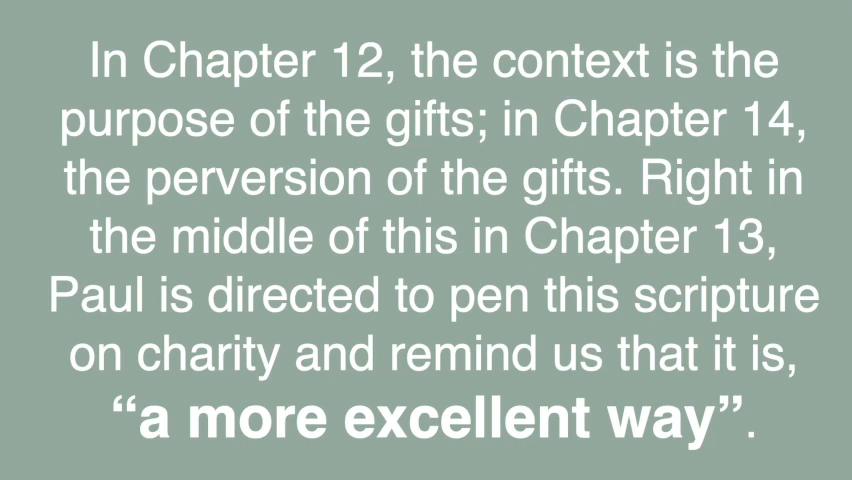 In Chapter 12, the context is the
purpose of the gifts; in Chapter 14,
the perversion of the gifts. Right in
the middle of this in Chapter 13,
Paul is directed to pen this scripture
on charity and remind us that it is,
“a more excellent way”.